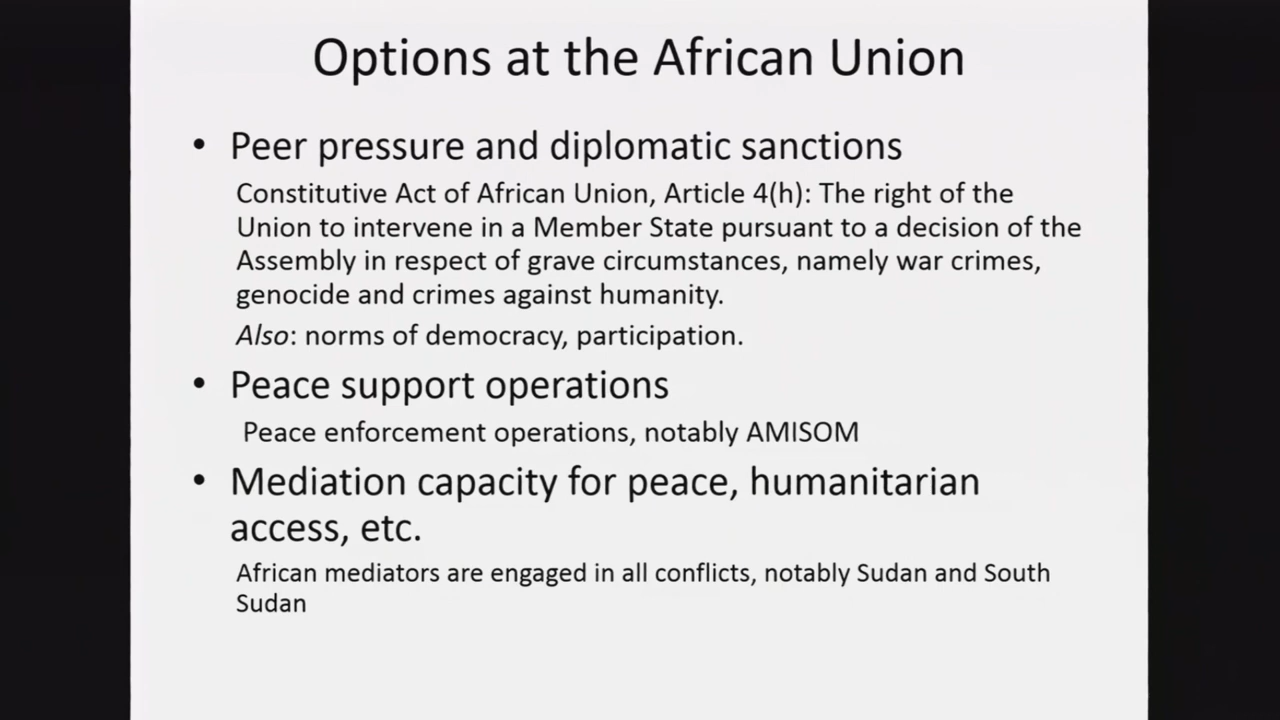 Options at the African Union
• Peer pressure and diplomatic sanctions
Constitutive Act of African Union, Article 4(h): The right of the
Union to intervene in a Member State pursuant to a decision of the
Assembly in respect of grave circumstances, namely war crimes,
genocide and crimes against humanity.
Also: norms of democracy, participation.
• Peace support operations
Peace enforcement operations, notably AMISOM
• Mediation capacity for peace, humanitarian
access, etc.
African mediators are engaged in all conflicts, notably Sudan and South
Sudan